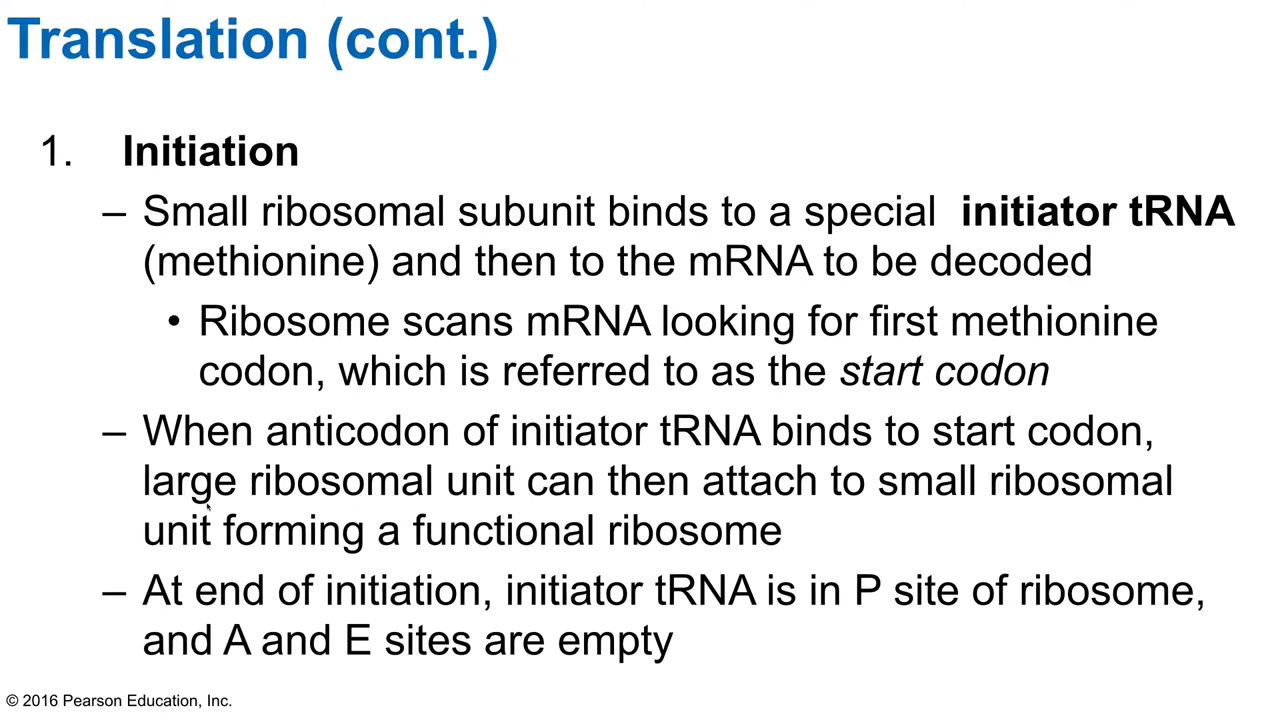 Translation (cont.)
1. Initiation
– Small ribosomal subunit binds to a special initiator tRNA
(methionine) and then to the mRNA to be decoded
• Ribosome scans mRNA looking for first methionine
codon, which is referred to as the start codon
– When anticodon of initiator tRNA binds to start codon,
large ribosomal unit can then attach to small ribosomal
unit forming a functional ribosome
– At end of initiation, initiator tRNA is in P site of ribosome,
and A and E sites are empty
© 2016 Pearson Education, Inc.